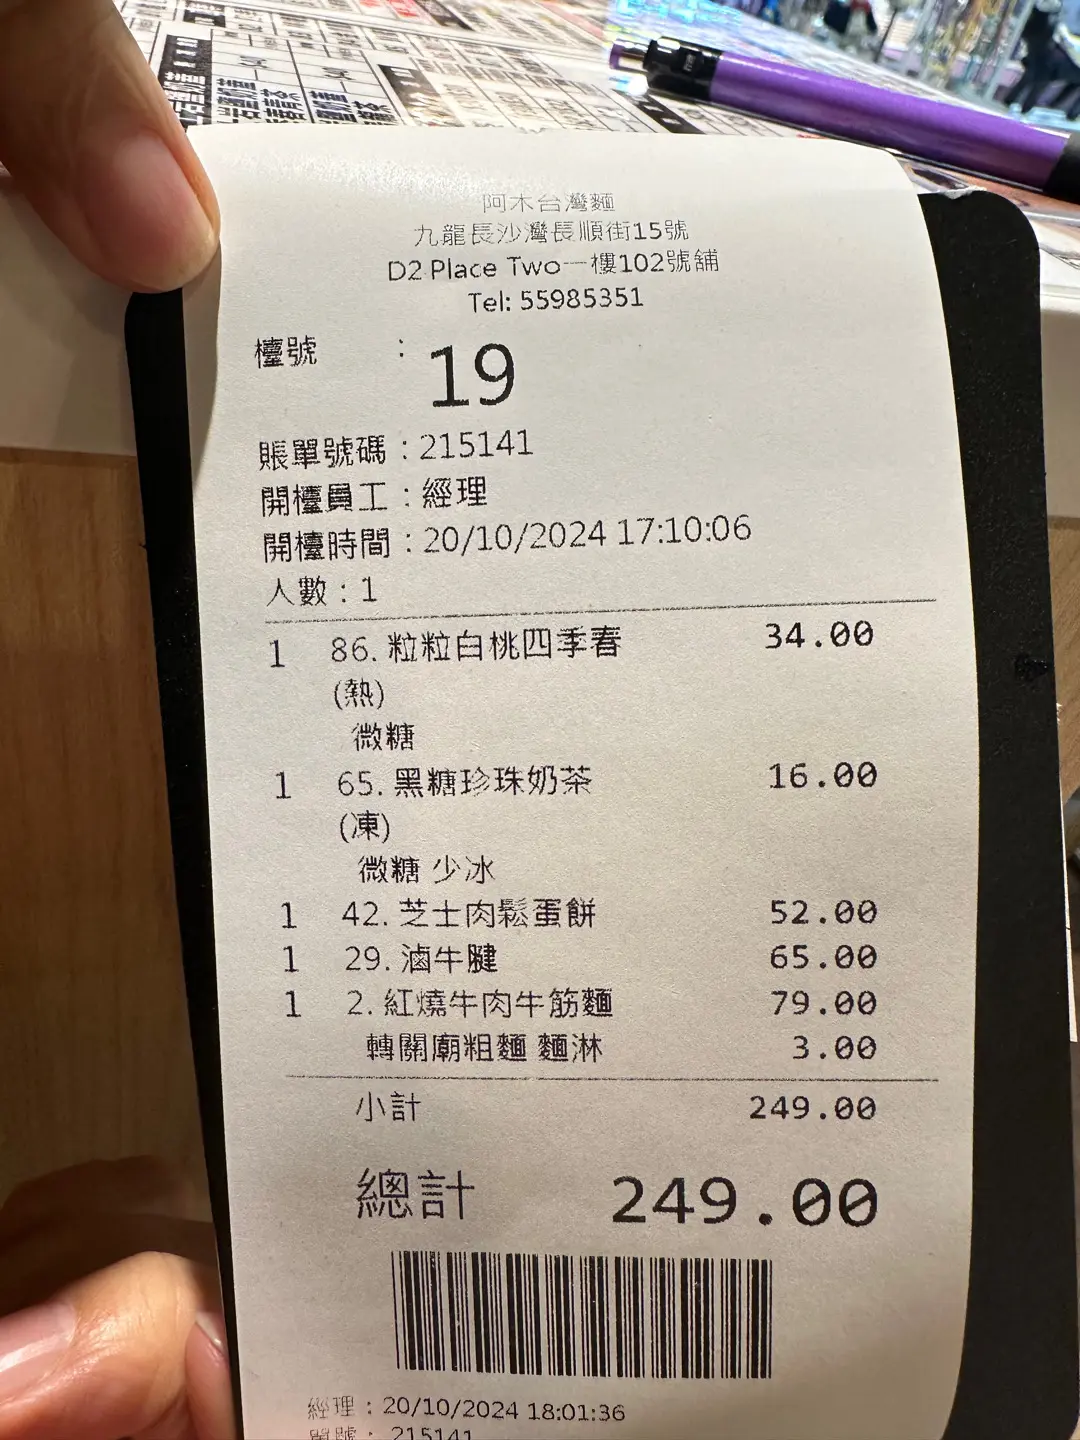 阿木台灣麵
九龍長沙灣長順街15號
D2 Place Two一樓102號舖
Tel: 55985351
檯號 : 19
賬單號碼 : 215141
開檯員工 : 經理
開檯時間 : 20/10/2024 17:10:06
人數 : 1
1 86. 粒粒白桃四季春 34.00
(熱)
微糖
1 65. 黑糖珍珠奶茶 16.00
(凍)
微糖 少冰
1 42. 芝士肉鬆蛋餅 52.00
1 29. 滷牛腱 65.00
1 2. 紅燒牛肉牛筋麵 79.00
轉關廟粗麵 麵淋 3.00
小計 249.00
總計 249.00
經理 : 20/10/2024 18:01:36
單號 : 215141